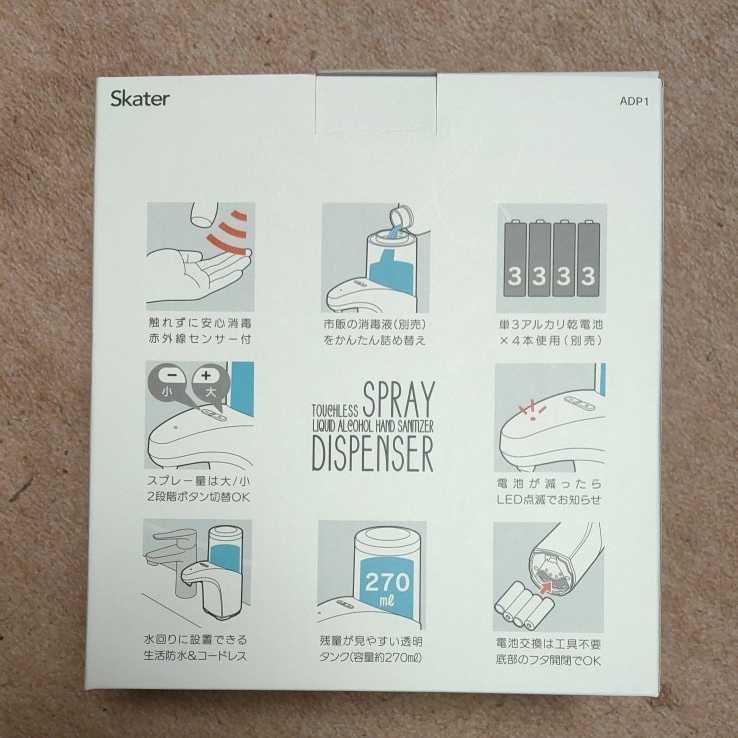 Skater
ADP1
触れずに安心消毒
赤外線センサー付
市販の消毒液(別売)
をかんたん詰め替え
3 3 3 3
単3アルカリ乾電池
×4本使用(別売)
− +
小 大
スプレー量は大/小
2段階ボタン切替OK
TOUCHLESS SPRAY
LIQUID ALCOHOL HAND SANITIZER
DISPENSER
電池が減ったら
LED点滅でお知らせ
水回りに設置できる
生活防水&コードレス
270
ml
残量が見やすい透明
タンク(容量約270ml)
電池交換は工具不要
底部のフタ開閉でOK